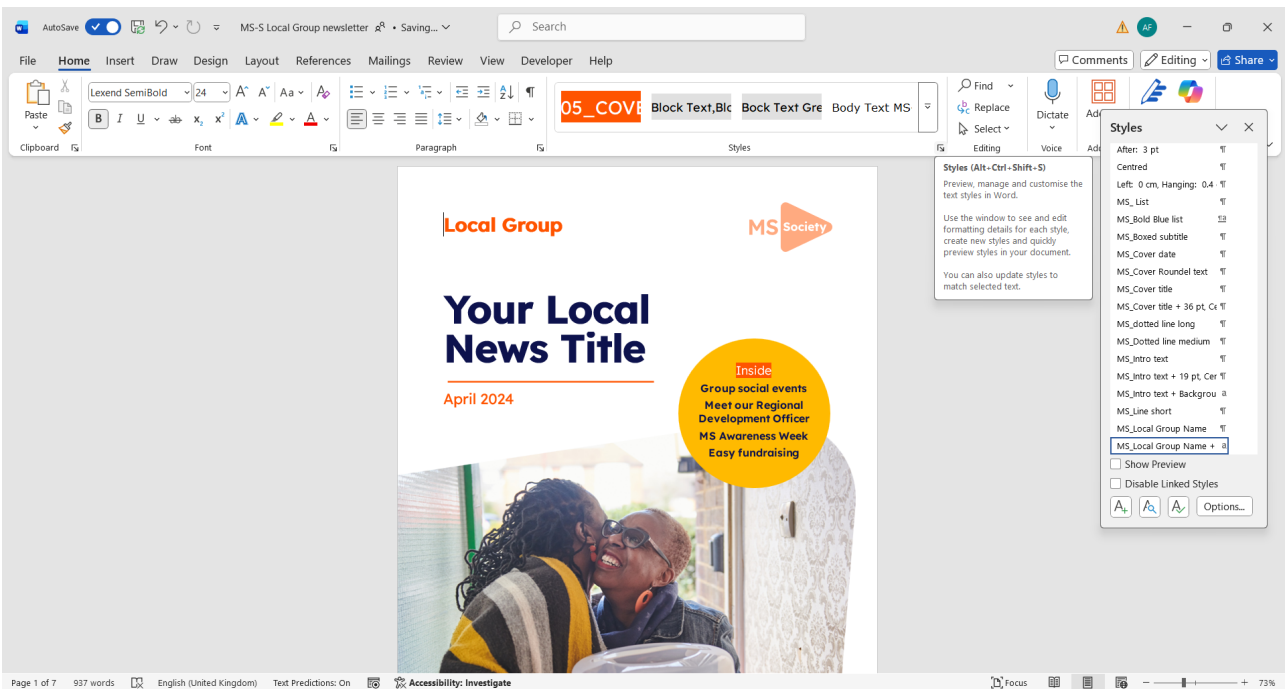 AutoSave
MS-S Local Group newsletter • Saving...
Search
AF
File Home Insert Draw Design Layout References Mailings Review View Developer Help
Comments Editing Share
Paste
Clipboard
Lexend SemiBold 24
Font
Paragraph
05_COVE Block Text,Blc Bock Text Gre Body Text MS
Styles
Find
Replace
Select
Editing
Dictate
Voice
Styles (Alt+Ctrl+Shift+S)
Preview, manage and customise the
text styles in Word.
Use the window to see and edit
formatting details for each style,
create new styles and quickly
preview styles in your document.
You can also update styles to
match selected text.
Styles
After: 3 pt
Centred
Left: 0 cm, Hanging: 0.4
MS_ List
MS_Bold Blue list
MS_Boxed subtitle
MS_Cover date
MS_Cover Roundel text
MS_Cover title
MS_Cover title + 36 pt, Ce
MS_dotted line long
MS_Dotted line medium
MS_Intro text
MS_Intro text + 19 pt, Cer
MS_Intro text + Backgrou
MS_Line short
MS_Local Group Name
MS_Local Group Name +
Show Preview
Disable Linked Styles
Options...
Local Group
MS Society
Your Local
News Title
April 2024
Inside
Group social events
Meet our Regional
Development Officer
MS Awareness Week
Easy fundraising
Page 1 of 7 937 words English (United Kingdom) Text Predictions: On Accessibility: Investigate Focus 73%